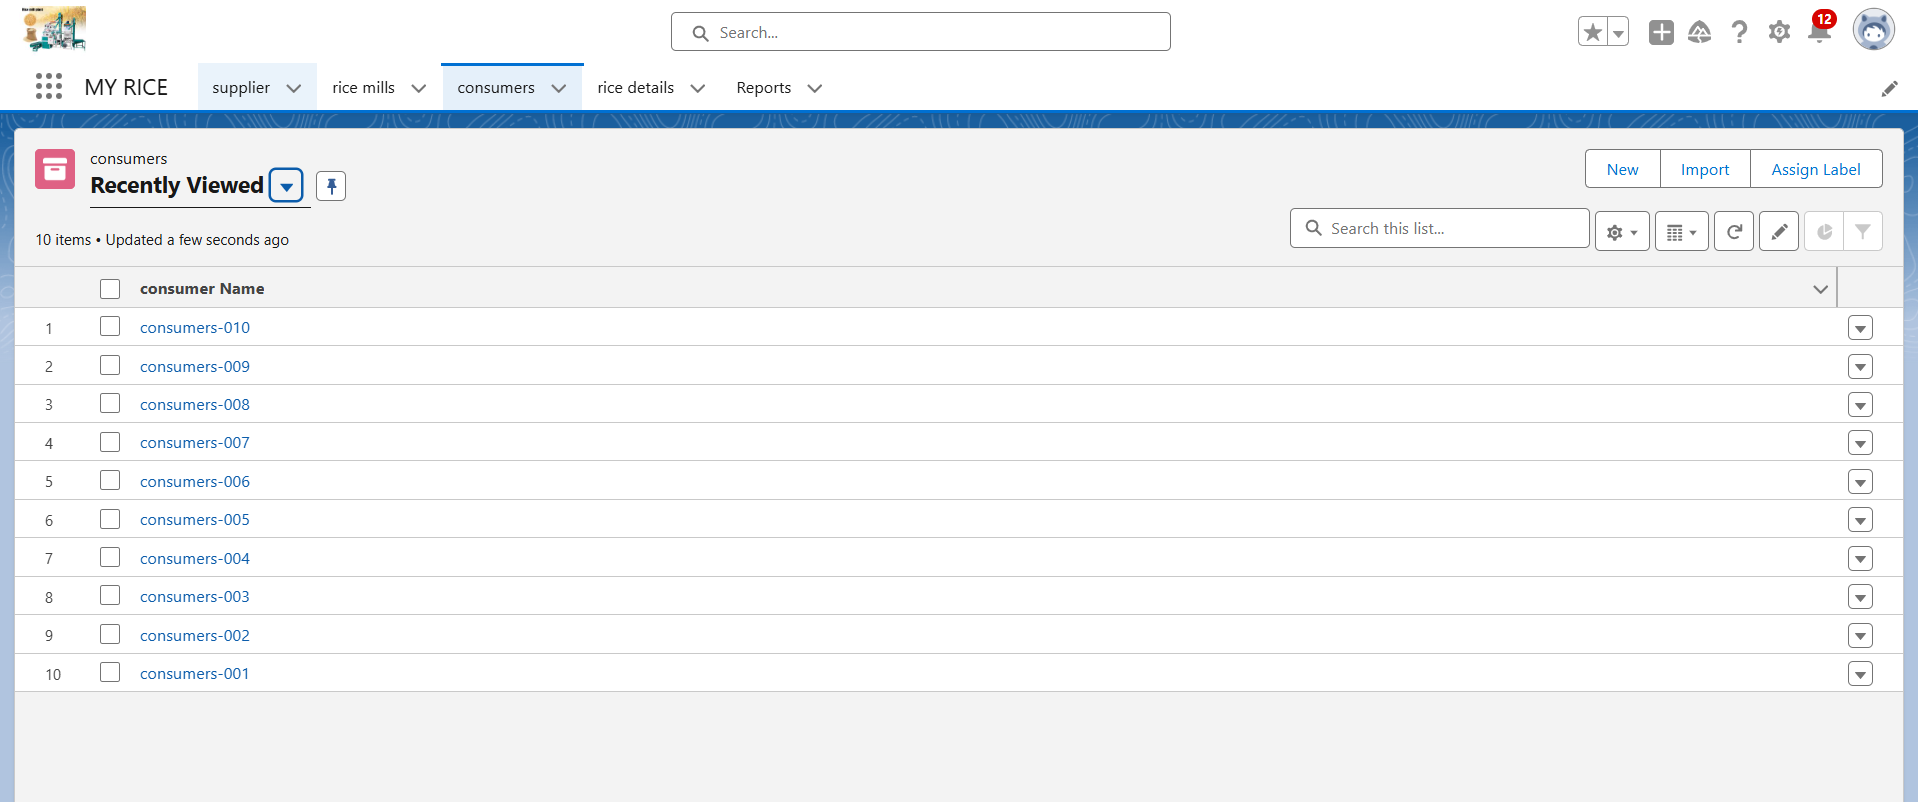 Search...
12
MY RICE
supplier
rice mills
consumers
rice details
Reports
consumers
Recently Viewed
New
Import
Assign Label
10 items • Updated a few seconds ago
Search this list...
consumer Name
1 consumers-010
2 consumers-009
3 consumers-008
4 consumers-007
5 consumers-006
6 consumers-005
7 consumers-004
8 consumers-003
9 consumers-002
10 consumers-001